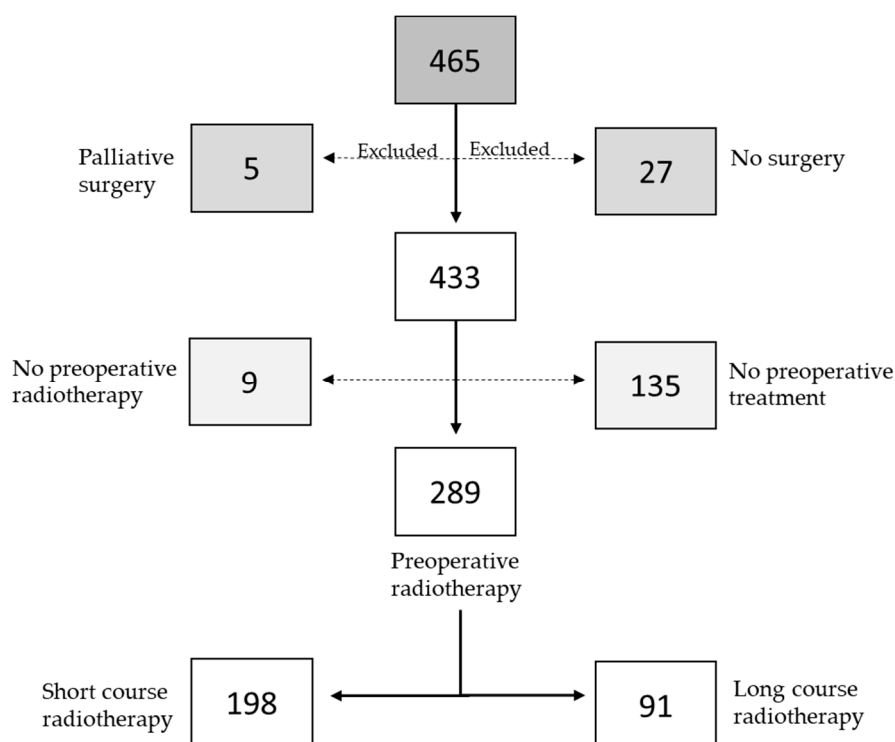 465
Palliative
surgery
5
Excluded
Excluded
27
No surgery
433
No preoperative
radiotherapy
9
135
No preoperative
treatment
289
Preoperative
radiotherapy
Short course
radiotherapy
198
91
Long course
radiotherapy